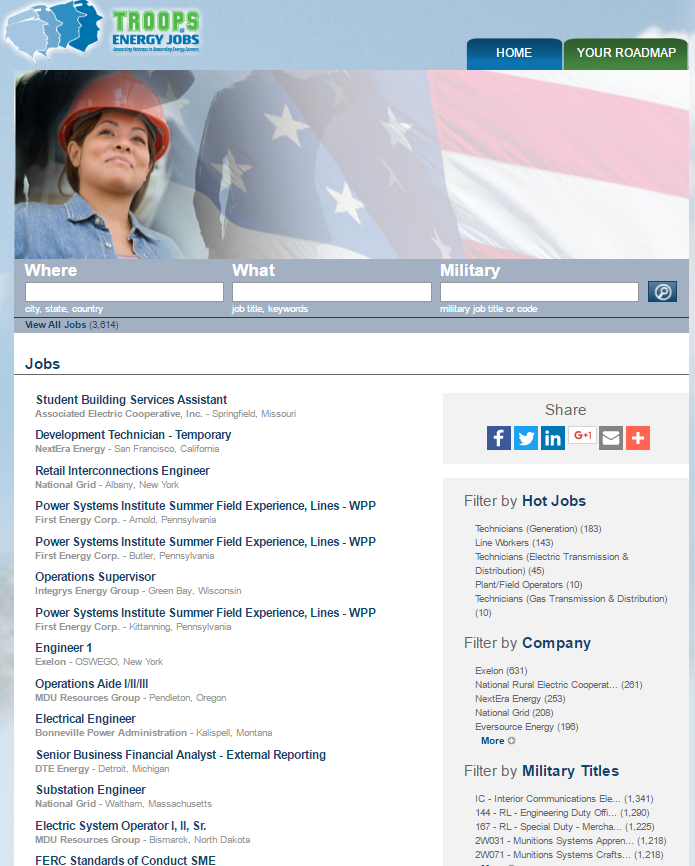 TROOPS
to
ENERGY JOBS
Connecting Veterans to Rewarding Energy Careers
HOME
YOUR ROADMAP
Where
What
Military
city, state, country
job title, keywords
military job title or code
View All Jobs (3,614)
Jobs
Student Building Services Assistant
Associated Electric Cooperative, Inc. - Springfield, Missouri
Development Technician - Temporary
NextEra Energy - San Francisco, California
Retail Interconnections Engineer
National Grid - Albany, New York
Power Systems Institute Summer Field Experience, Lines - WPP
First Energy Corp. - Arnold, Pennsylvania
Power Systems Institute Summer Field Experience, Lines - WPP
First Energy Corp. - Butler, Pennsylvania
Operations Supervisor
Integrys Energy Group - Green Bay, Wisconsin
Power Systems Institute Summer Field Experience, Lines - WPP
First Energy Corp. - Kittanning, Pennsylvania
Engineer 1
Exelon - OSWEGO, New York
Operations Aide I/II/III
MDU Resources Group - Pendleton, Oregon
Electrical Engineer
Bonneville Power Administration - Kalispell, Montana
Senior Business Financial Analyst - External Reporting
DTE Energy - Detroit, Michigan
Substation Engineer
National Grid - Waltham, Massachusetts
Electric System Operator I, II, Sr.
MDU Resources Group - Bismarck, North Dakota
FERC Standards of Conduct SME
Share
G+1
Filter by Hot Jobs
Technicians (Generation) (183)
Line Workers (143)
Technicians (Electric Transmission &
Distribution) (45)
Plant/Field Operators (10)
Technicians (Gas Transmission & Distribution)
(10)
Filter by Company
Exelon (631)
National Rural Electric Cooperat... (261)
NextEra Energy (253)
National Grid (208)
Eversource Energy (196)
More
Filter by Military Titles
IC - Interior Communications Ele... (1,341)
144 - RL - Engineering Duty Offi... (1,290)
167 - RL - Special Duty - Mercha... (1,225)
2W031 - Munitions Systems Appren... (1,218)
2W071 - Munitions Systems Crafts... (1,218)